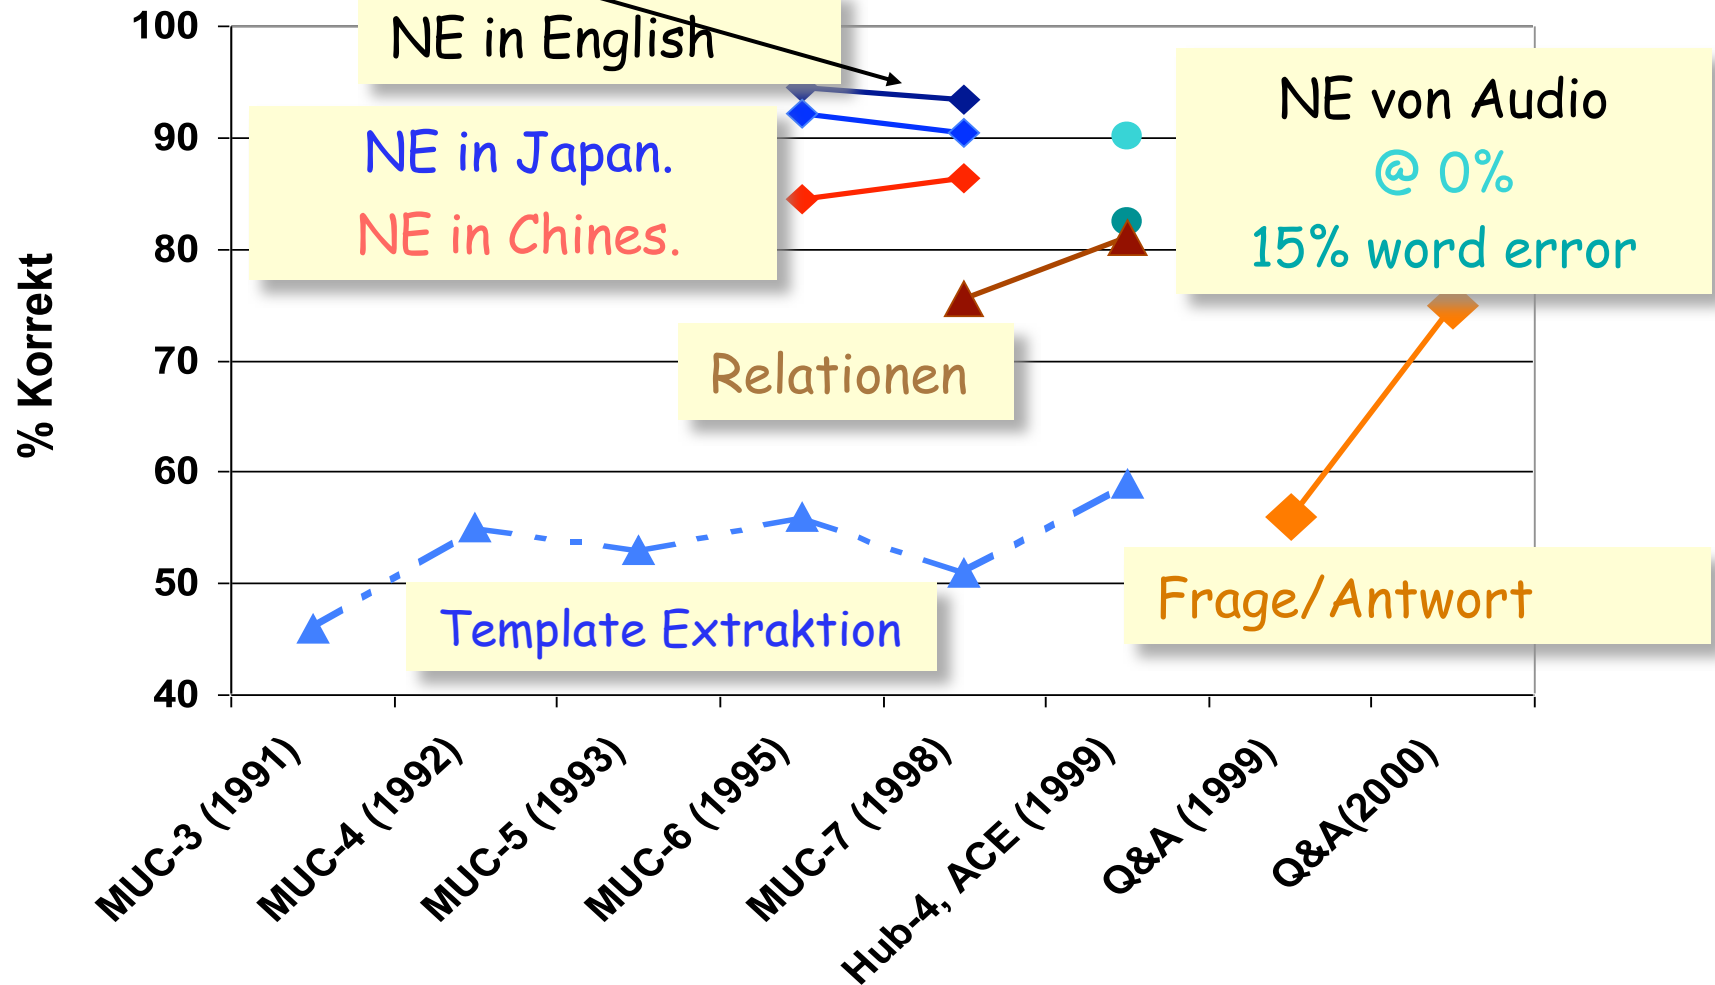 NE in English
NE in Japan.
NE in Chines.
NE von Audio
@ 0%
15% word error
Relationen
Template Extraktion
Frage/Antwort
% Korrekt
100
90
80
70
60
50
40
MUC-3 (1991)
MUC-4 (1992)
MUC-5 (1993)
MUC-6 (1995)
MUC-7 (1998)
Hub-4, ACE (1999)
Q&A (1999)
Q&A(2000)